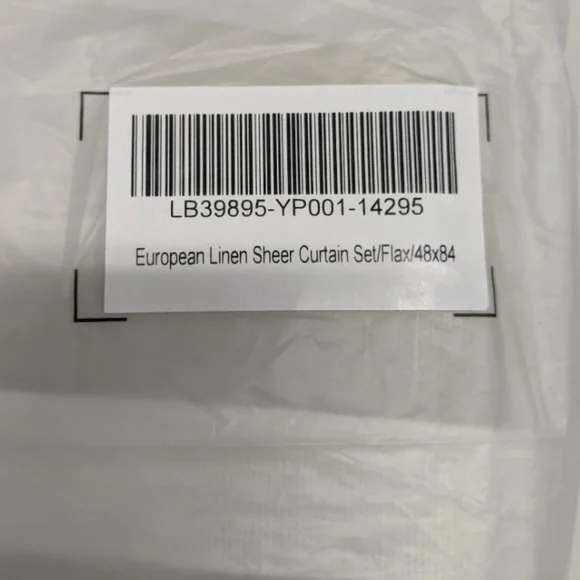 LB39895-YP001-14295
European Linen Sheer Curtain Set/Flax/48x84